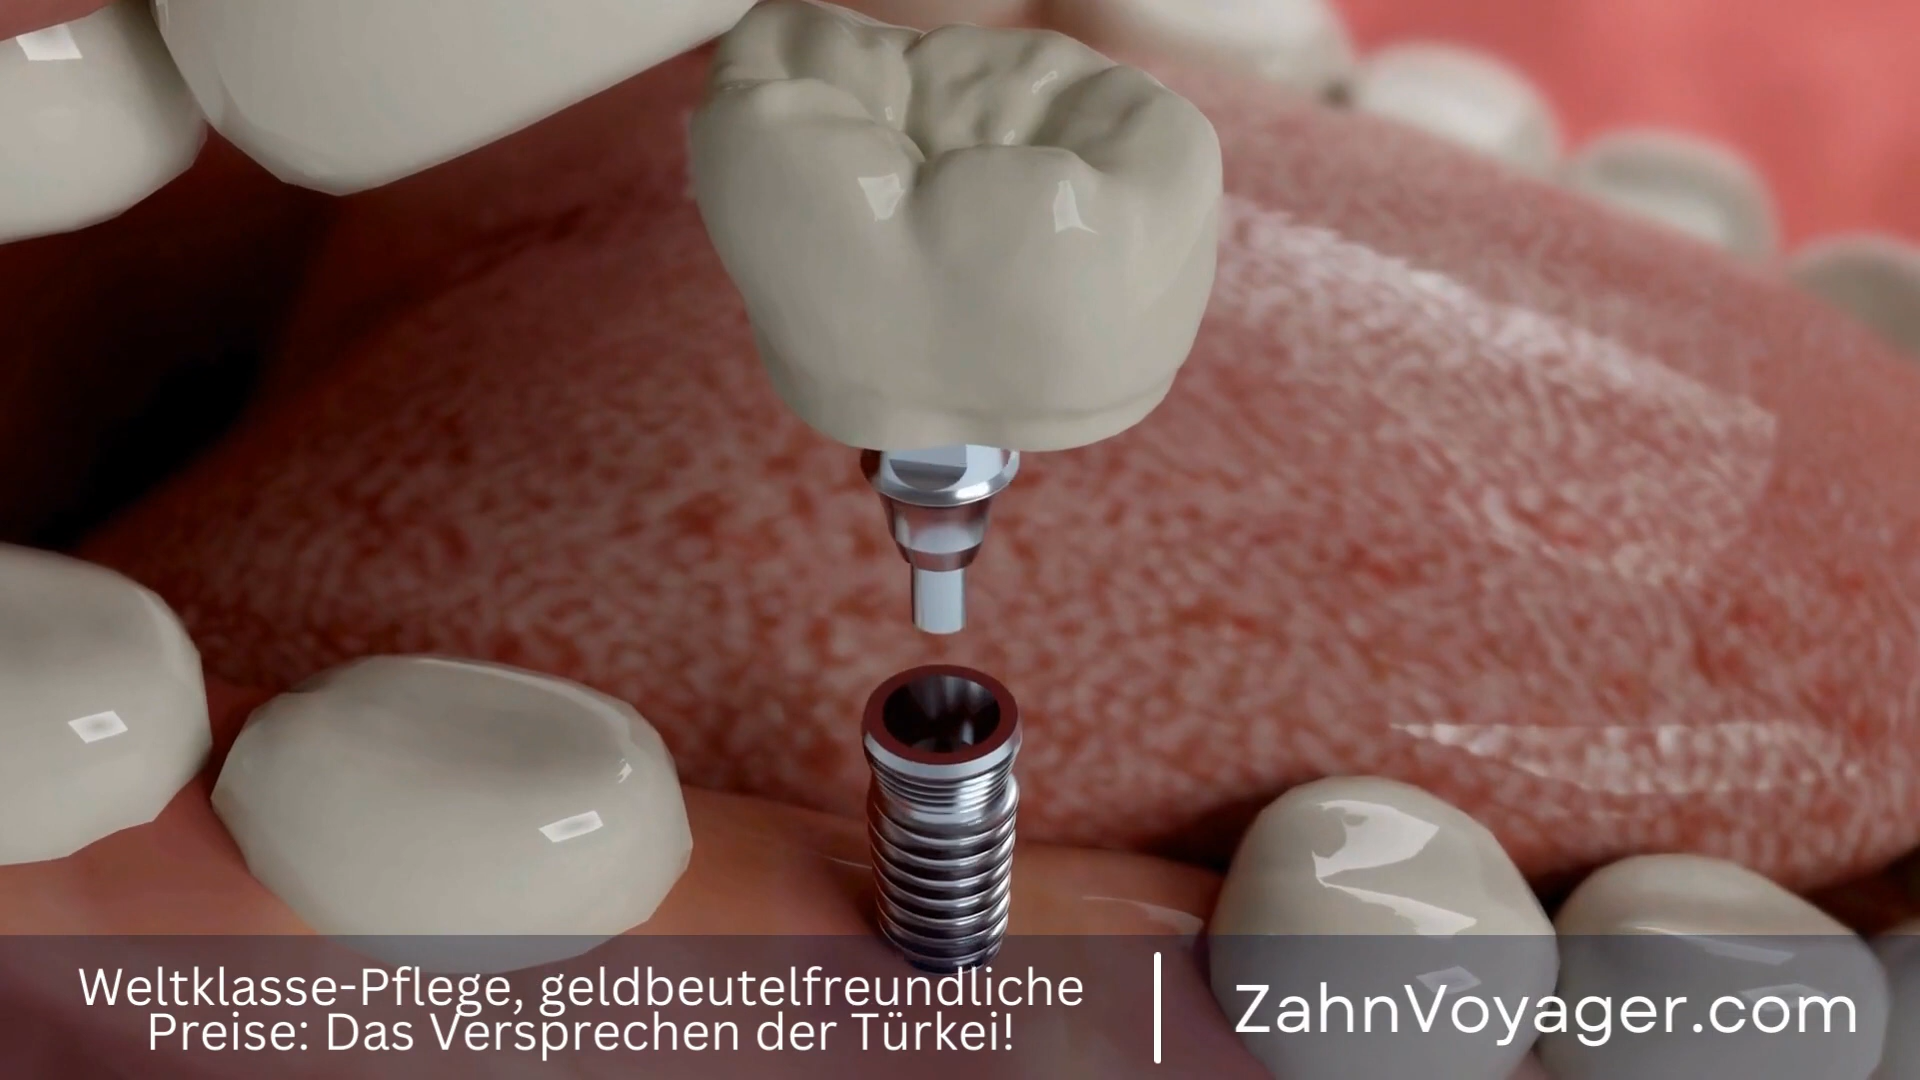 Weltklasse-Pflege, geldbeutelfreundliche
Preise: Das Versprechen der Türkei!
ZahnVoyager.com